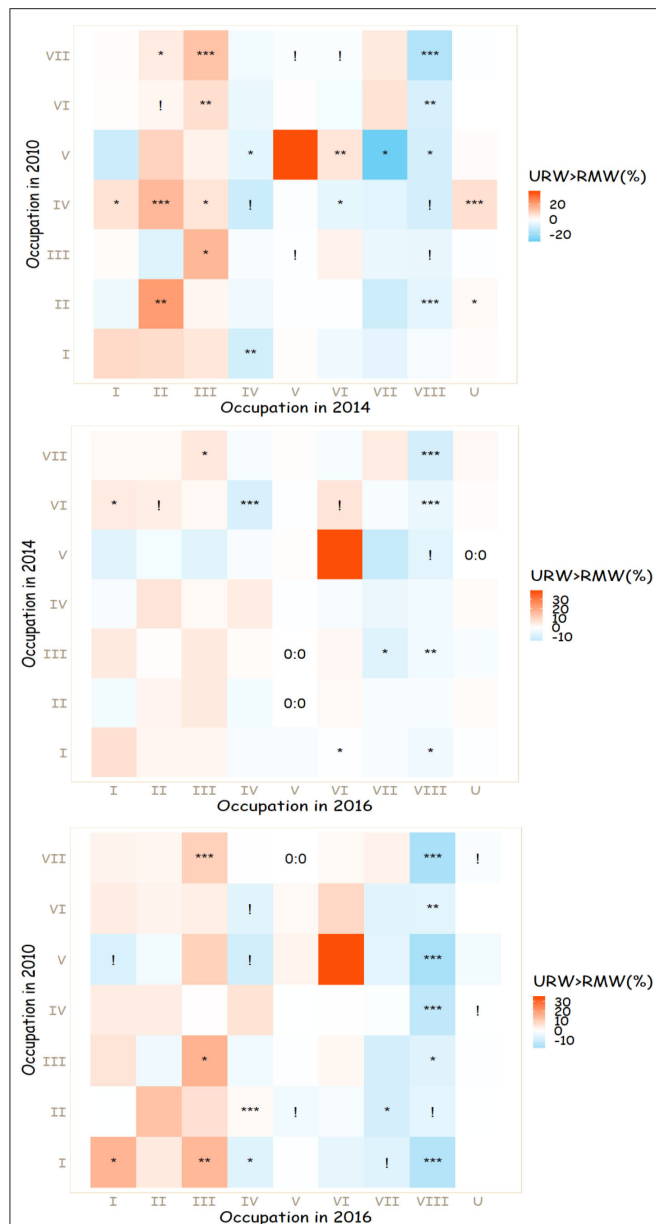 VII * *** ! ! ***
VI ! ** **
V * ** * *
IV * *** * ! * ! ***
III * ! !
II ** *** *
I **
I II III IV V VI VII VIII U
Occupation in 2014
Occupation in 2010
URW>RMW(%)
20
0
-20
VII * ***
VI * ! *** ! ***
V ! 0:0
IV
III 0:0 * **
II 0:0
I * *
I II III IV V VI VII VIII U
Occupation in 2016
Occupation in 2014
URW>RMW(%)
30
20
10
0
-10
VII *** 0:0 *** !
VI ! **
V ! ! ***
IV *** !
III * *
II *** ! * !
I * ** * ! ***
I II III IV V VI VII VIII U
Occupation in 2016
Occupation in 2010
URW>RMW(%)
30
20
10
0
-10